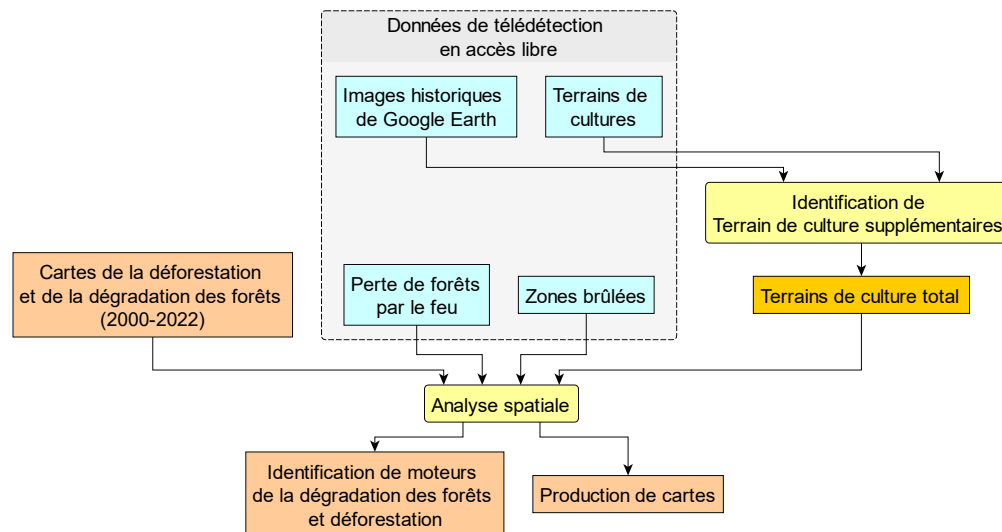 Données de télédétection
en accès libre
Images historiques
de Google Earth
Terrains de
cultures
Identification de
Terrain de culture supplémentaires
Cartes de la déforestation
et de la dégradation des forêts
(2000-2022)
Perte de forêts
par le feu
Zones brûlées
Terrains de culture total
Analyse spatiale
Identification de moteurs
de la dégradation des forêts
et déforestation
Production de cartes